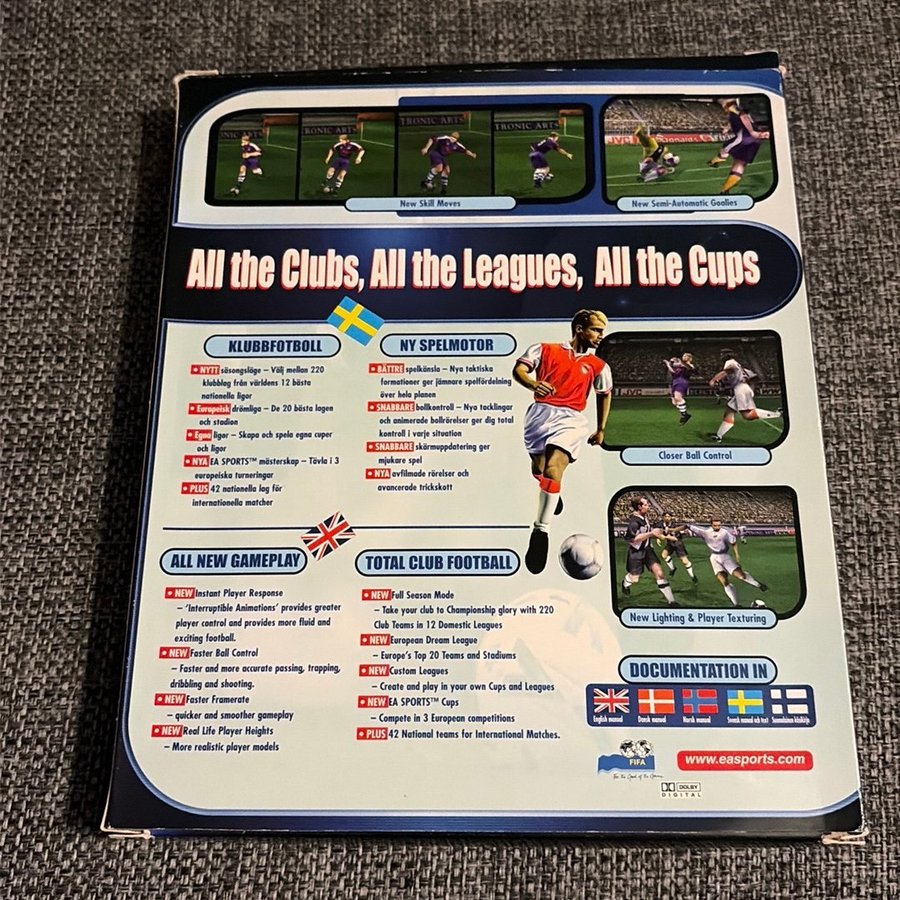 TRONIC ARTS
TRONIC ARTS
TRONIC ARTS
New Skill Moves
New Semi-Automatic Goalies
All the Clubs, All the Leagues, All the Cups
KLUBBFOTBOLL
• NYTT säsongsläge – Välj mellan 220
klubblag från världens 12 bästa
nationella ligor
• Europeisk drömliga – De 20 bästa lagen
och stadion
• Egna ligor – Skapa och spela egna cuper
och ligor
• NYA EA SPORTS™ mästerskap – Tävla i 3
europeiska turneringar
• PLUS 42 nationella lag för
internationella matcher
NY SPELMOTOR
• BÄTTRE spelkänsla – Nya taktiska
formationer ger jämnare spelfördelning
över hela planen
• SNABBARE bollkontroll – Nya tacklingar
och animerade bollrörelser ger dig total
kontroll i varje situation
• SNABBARE skärmuppdatering ger
mjukare spel
• NYA avfilmade rörelser och
avancerade trickskott
JVC
Closer Ball Control
New Lighting & Player Texturing
ALL NEW GAMEPLAY
• NEW Instant Player Response
– 'Interruptible Animations' provides greater
player control and provides more fluid and
exciting football.
• NEW Faster Ball Control
– Faster and more accurate passing, trapping,
dribbling and shooting.
• NEW Faster Framerate
– quicker and smoother gameplay
• NEW Real Life Player Heights
– More realistic player models
TOTAL CLUB FOOTBALL
• NEW Full Season Mode
– Take your club to Championship glory with 220
Club Teams in 12 Domestic Leagues
• NEW European Dream League
– Europe's Top 20 Teams and Stadiums
• NEW Custom Leagues
– Create and play in your own Cups and Leagues
• NEW EA SPORTS™ Cups
– Compete in 3 European competitions
• PLUS 42 National teams for International Matches.
DOCUMENTATION IN
English manual Dansk manual Norsk manual Svensk manual och text Suomenkielinen
FIFA
For the Good of the Game
www.easports.com
DOLBY
DIGITAL